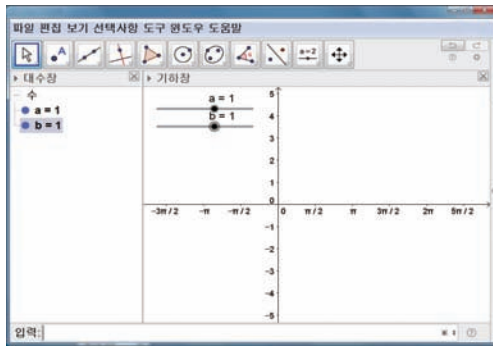 파일 편집 보기 선택사항 도구 윈도우 도움말
A
a=2
▸ 대수창
▸ 기하창
수
a = 1
b = 1
a = 1
b = 1
5
4
3
2
1
0
-3π/2 -π -π/2 0 π/2 π 3π/2 2π 5π/2
-1
-2
-3
-4
-5
입력: